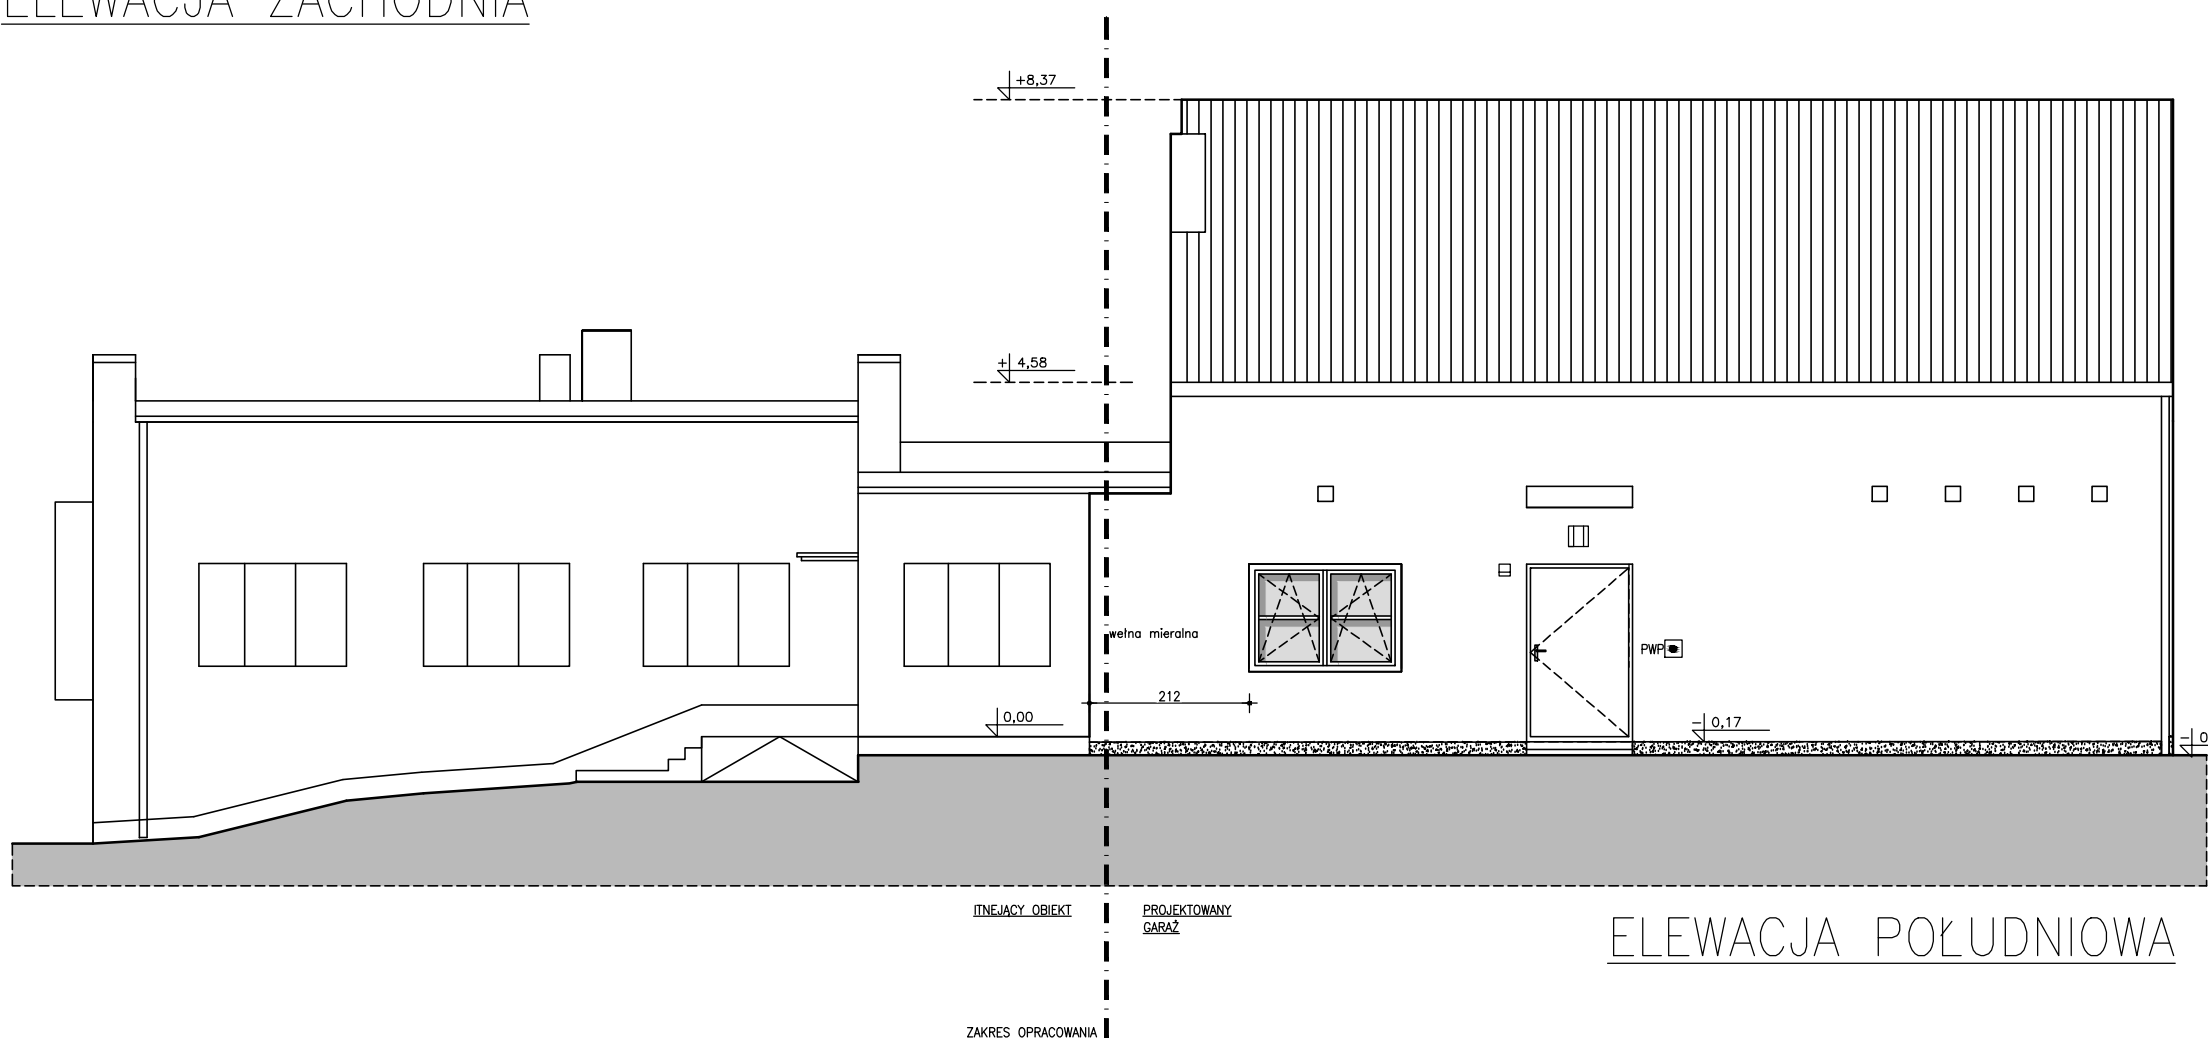 ELEWACJA ZACHODNIA
+8,37
+ 4,58
wełna mieralna
PWP
212
0,00
- 0,17
- 0
ITNEJĄCY OBIEKT
PROJEKTOWANY
GARAŻ
ELEWACJA POŁUDNIOWA
ZAKRES OPRACOWANIA